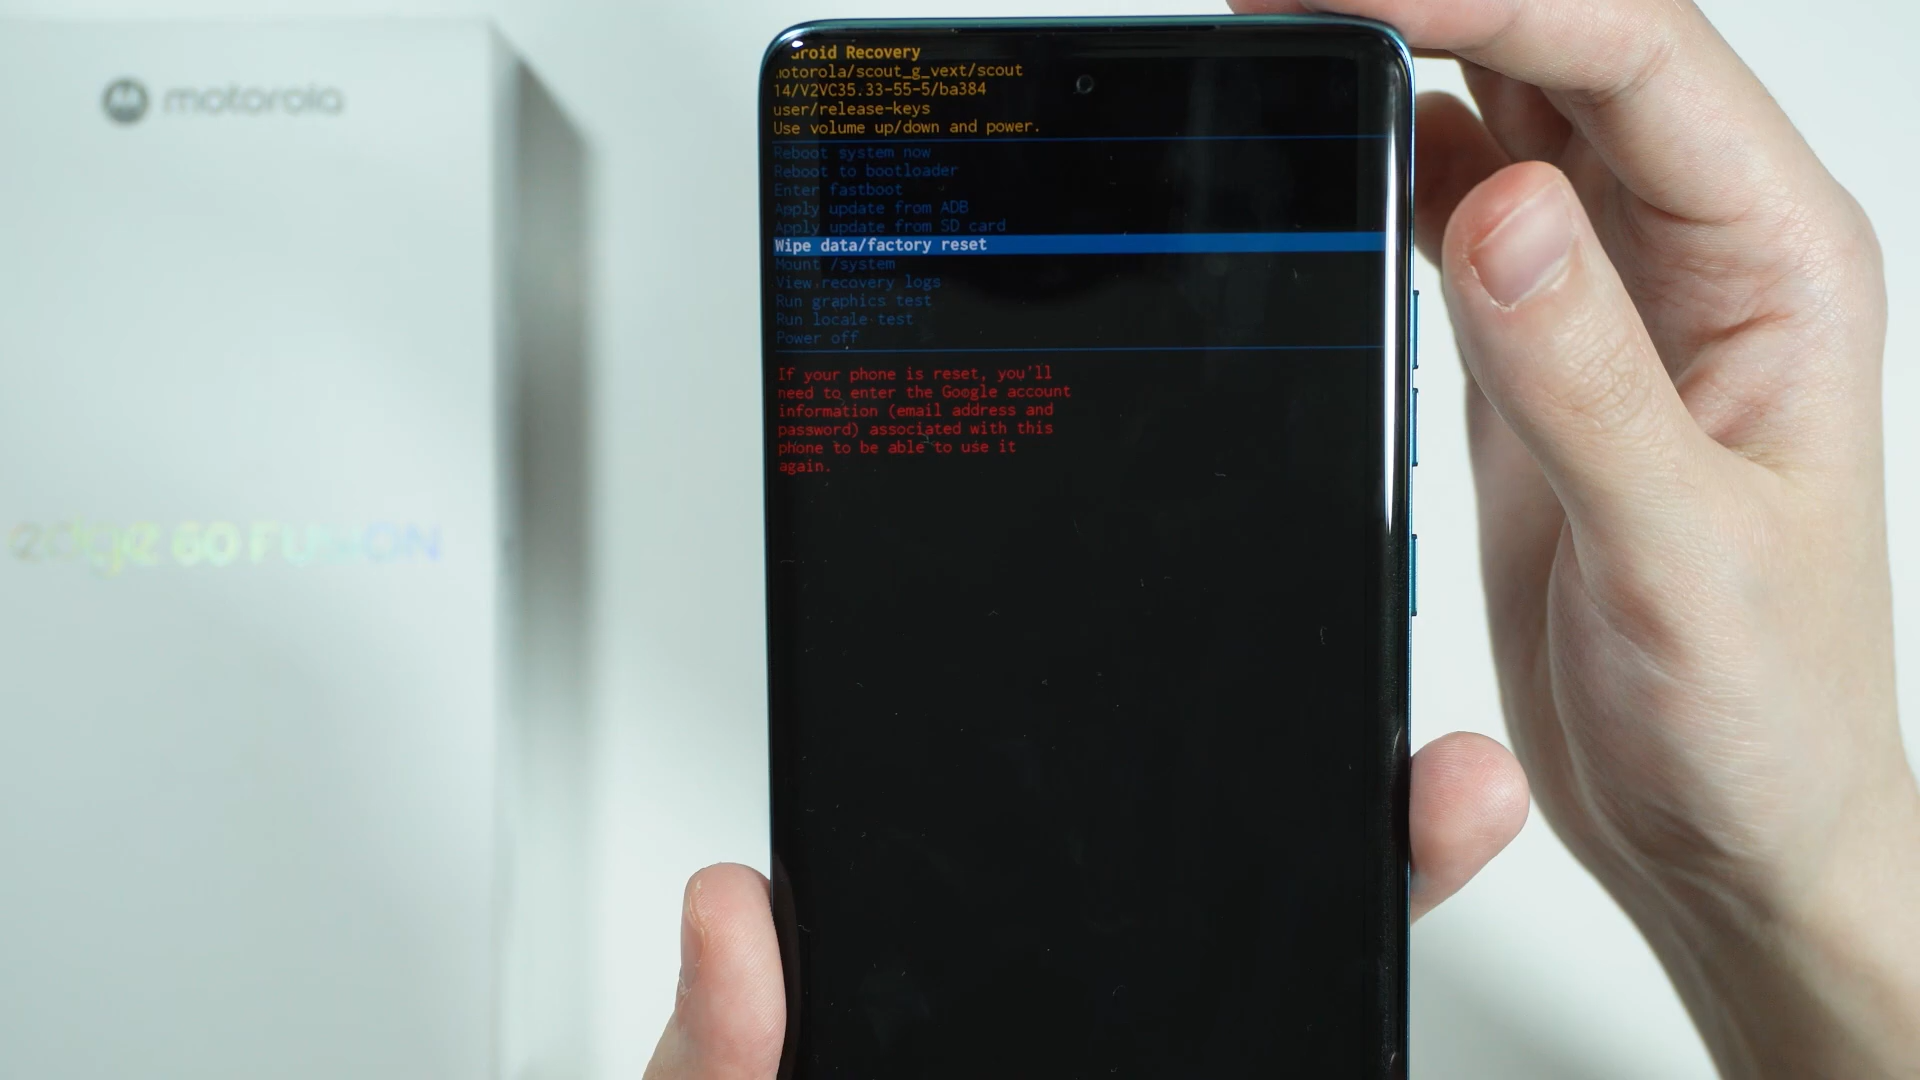 motorola
edge 60 FUSION
droid Recovery
otorola/scout_g_vext/scout
14/V2VC35.33-55-5/ba384
user/release-keys
Use volume up/down and power.
Reboot system now
Reboot to bootloader
Enter fastboot
Apply update from ADB
Apply update from SD card
Wipe data/factory reset
Mount /system
View recovery logs
Run graphics test
Run locale test
Power off
If your phone is reset, you'll
need to enter the Google account
information (email address and
password) associated with this
phone to be able to use it
again.